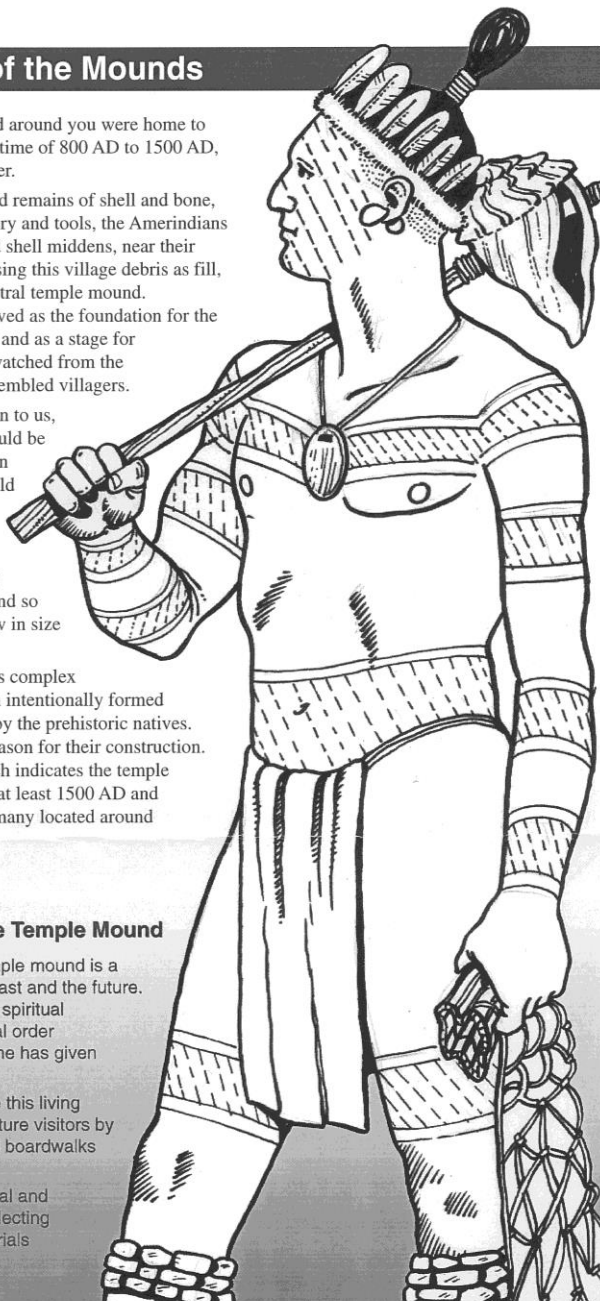 of the Mounds
d around you were home to
time of 800 AD to 1500 AD,
er.
d remains of shell and bone,
ry and tools, the Amerindians
shell middens, near their
sing this village debris as fill,
tral temple mound.
ved as the foundation for the
and as a stage for
watched from the
embled villagers.
n to us,
uld be
n
ld
nd so
w in size
s complex
intentionally formed
by the prehistoric natives.
ason for their construction.
h indicates the temple
at least 1500 AD and
many located around
e Temple Mound
ple mound is a
ast and the future.
spiritual
al order
ne has given
this living
ture visitors by
boardwalks
al and
lecting
rials